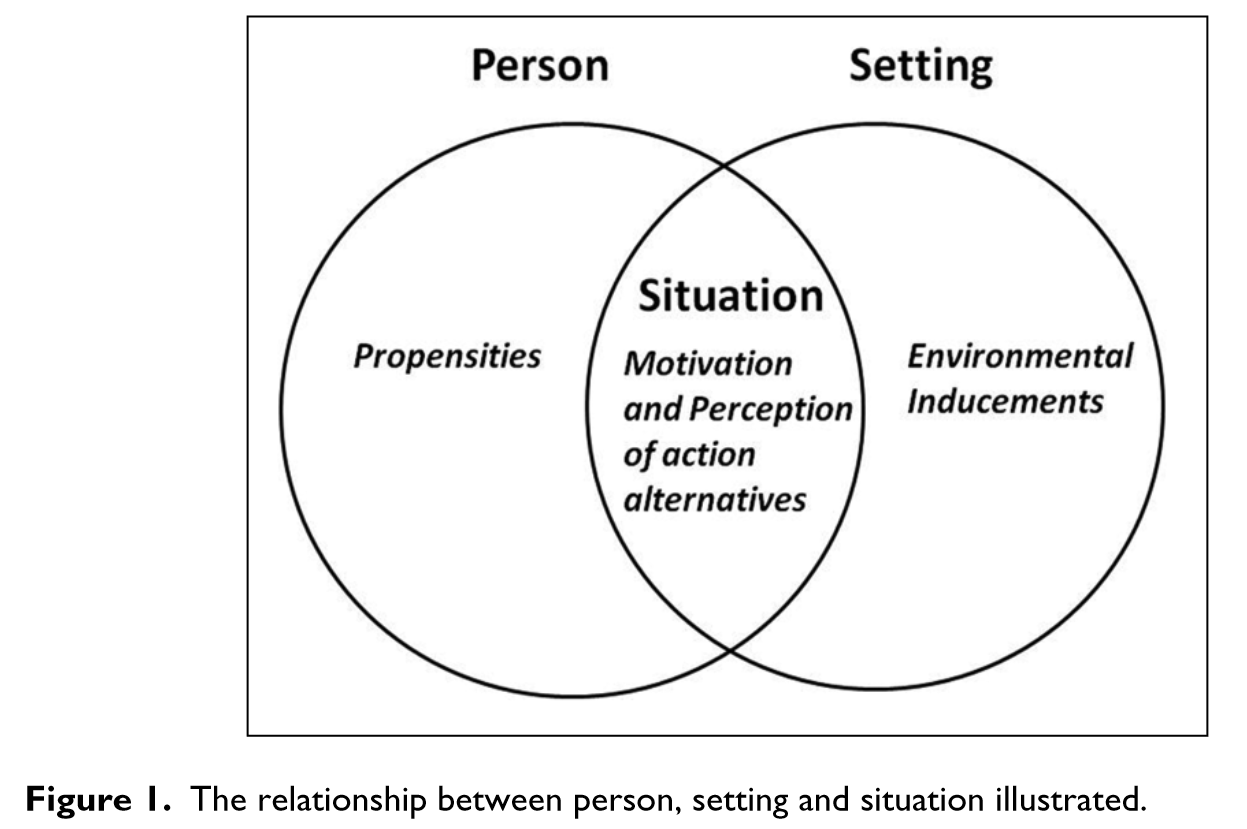 Person
Setting
Situation
Propensities
Motivation
and Perception
of action
alternatives
Environmental
Inducements
Figure 1. The relationship between person, setting and situation illustrated.